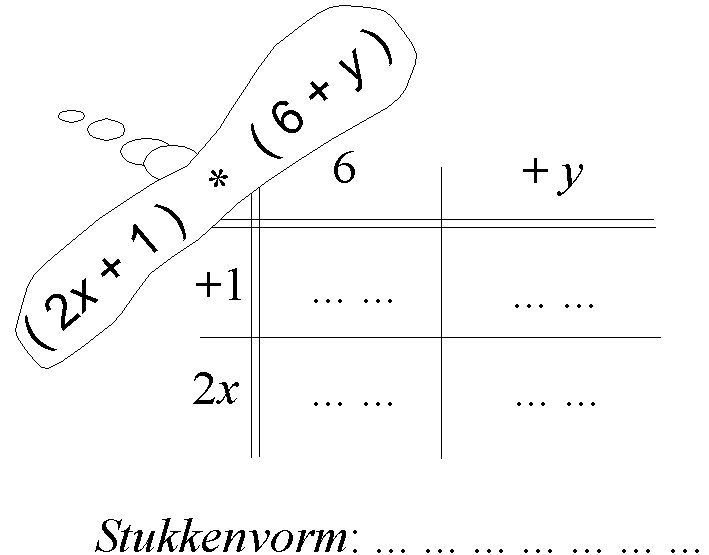 (2x + 1) * (6 + y)
6 + y
+1 ... ... ... ...
2x ... ... ... ...
Stukkenvorm: ... ... ... ... ... ... ...